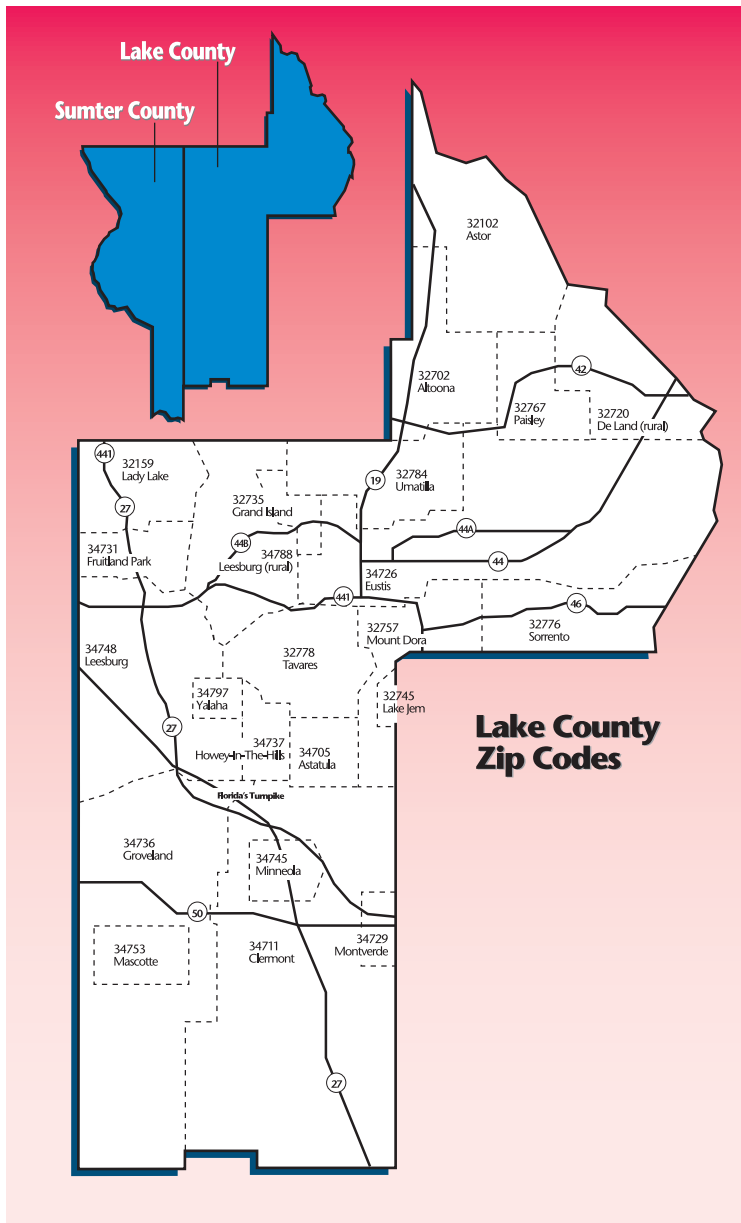 Lake County
Sumter County
32102
Astor
32702
Altoona
42
32767
Paisley
32720
De Land (rural)
441
32159
Lady Lake
19
32784
Umatilla
27
32735
Grand Island
44A
34731
Fruitland Park
44B
34788
Leesburg (rural)
44
34726
Eustis
441
46
32757
Mount Dora
32776
Sorrento
34748
Leesburg
32778
Tavares
34797
Yalaha
32745
Lake Jem
27
34737
Howey-In-The-Hills
34705
Astatula
Lake County
Zip Codes
Florida's Turnpike
34736
Groveland
34745
Minneola
50
34753
Mascotte
34711
Clermont
34729
Montverde
27